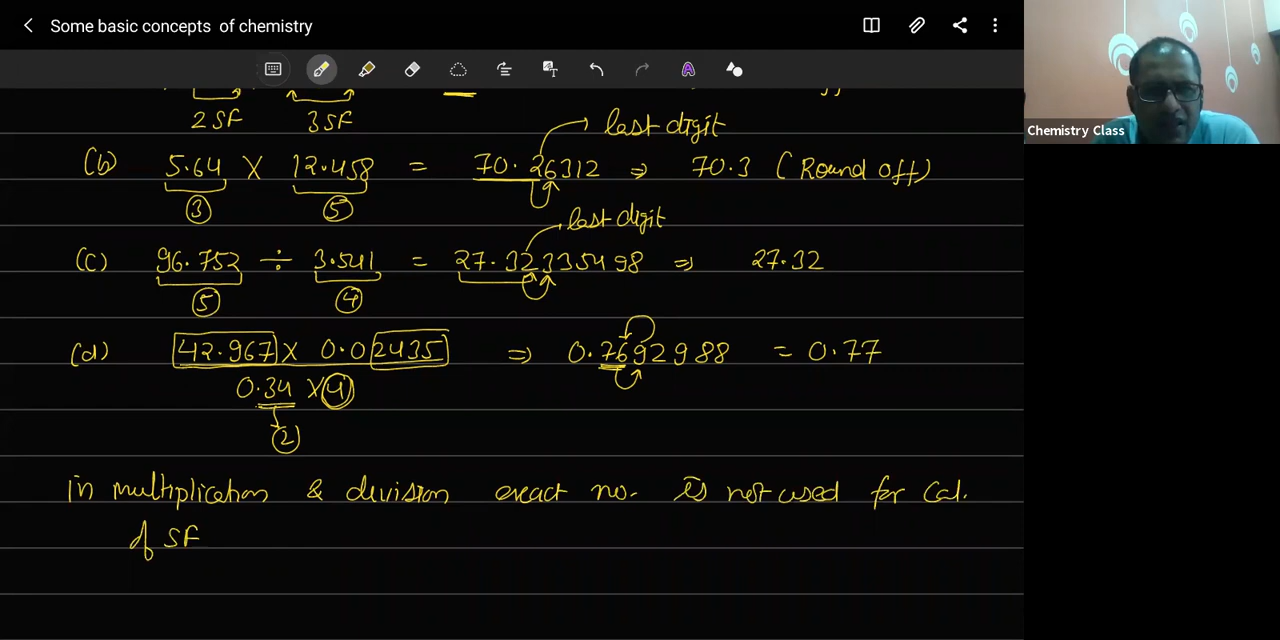 Some basic concepts of chemistry
2 SF 3 SF
last digit
(b) 5.64 X 12.458 = 70.26312 ⇒ 70.3 (Round off)
③ ⑤
last digit
(c) 96.752 ÷ 3.541 = 27.323335498 ⇒ 27.32
⑤ ④
(d) 42.967 X 0.02435 ⇒ 0.7692988 = 0.77
0.34 X 4
②
in multiplication & division exact no. is not used for Cal.
of SF
Chemistry Class